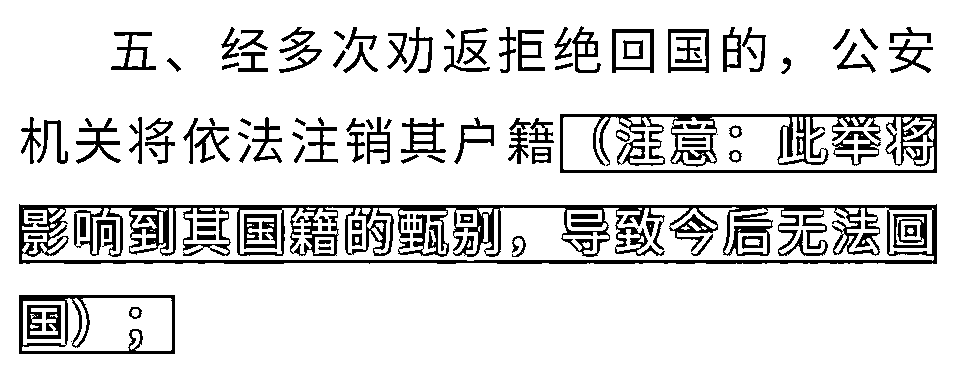 五、经多次劝返拒绝回国的，公安
机关将依法注销其户籍（注意：此举将
影响到其国籍的甄别，导致今后无法回
国）；